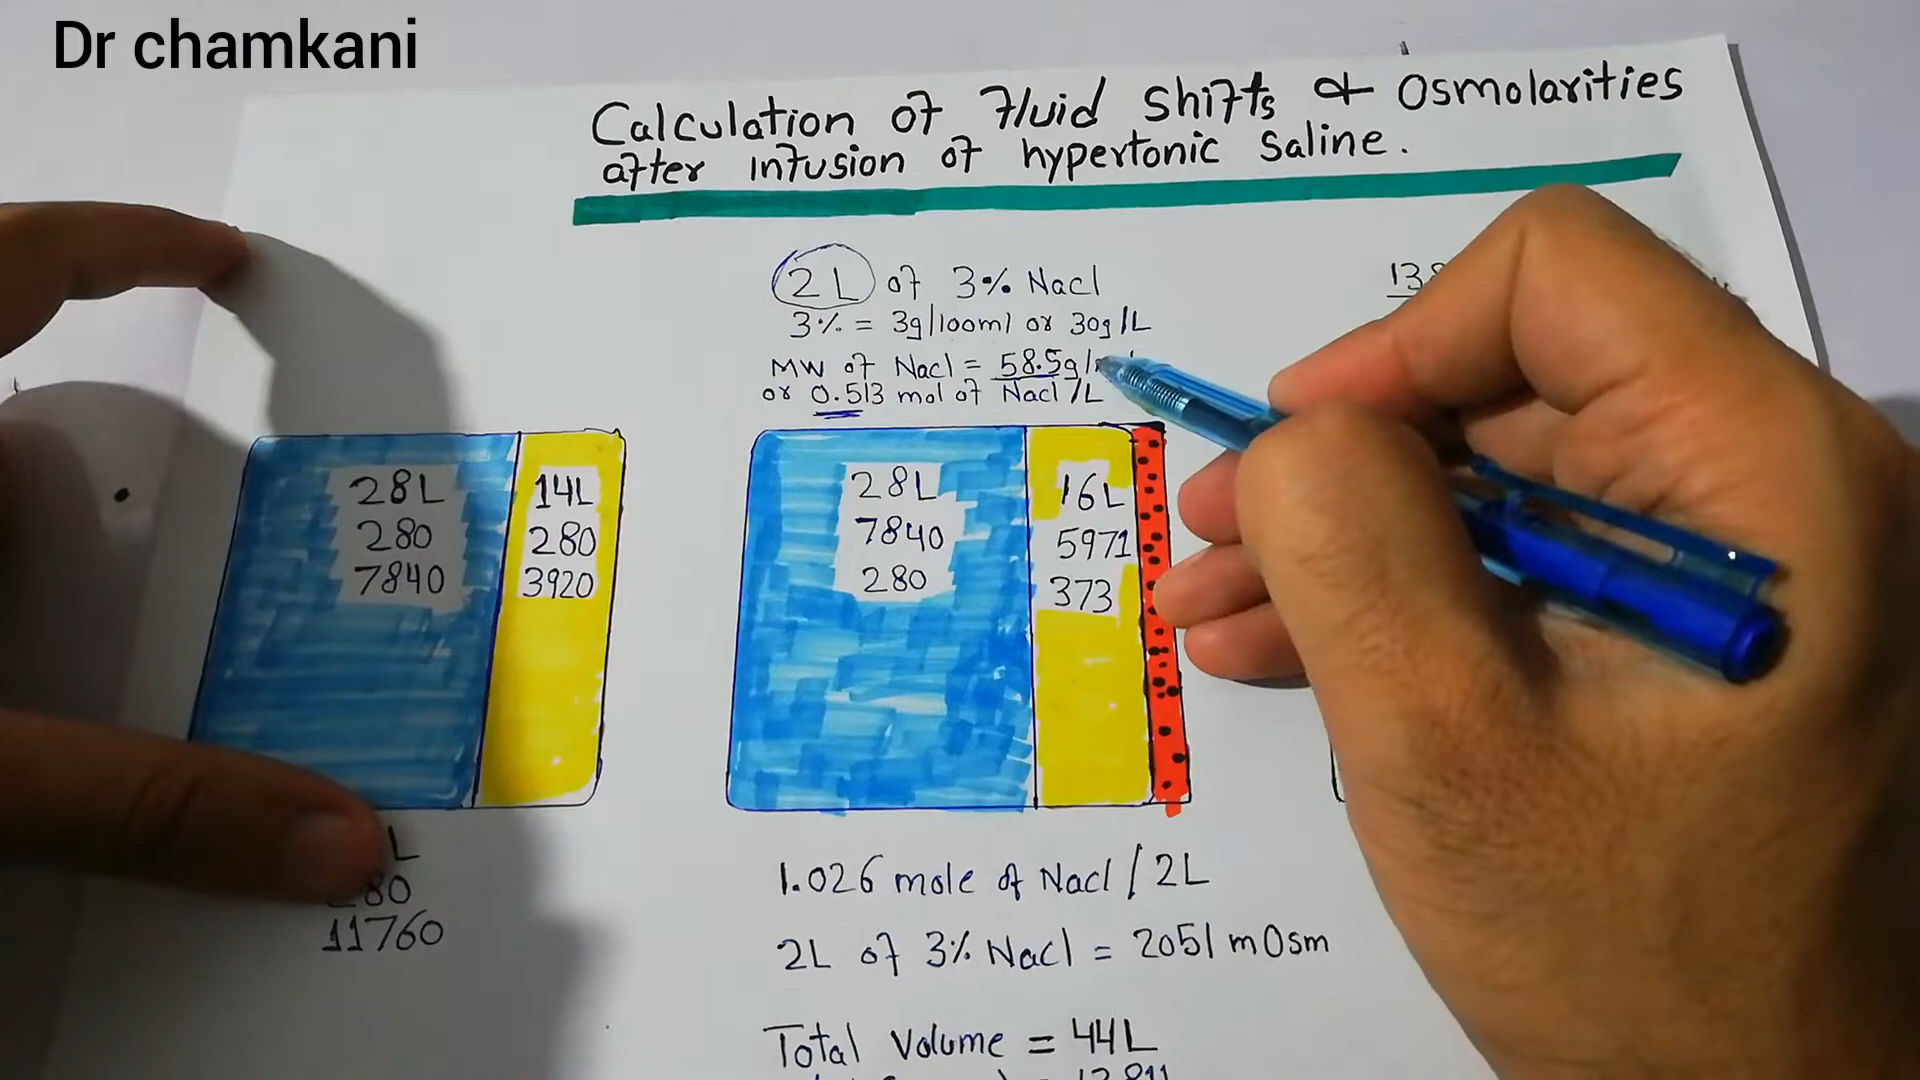 Dr chamkani
Calculation of Fluid Shifts & Osmolarities
after infusion of hypertonic Saline.
2L of 3% Nacl
3% = 3g/100ml or 30g/L
MW of Nacl = 58.5g/
or 0.513 mol of Nacl/L
28L
280
7840
14L
280
3920
28L
7840
280
16L
5971
373
L
80
11760
1.026 mole of Nacl/2L
2L of 3% Nacl = 2051 mOsm
Total Volume = 44L